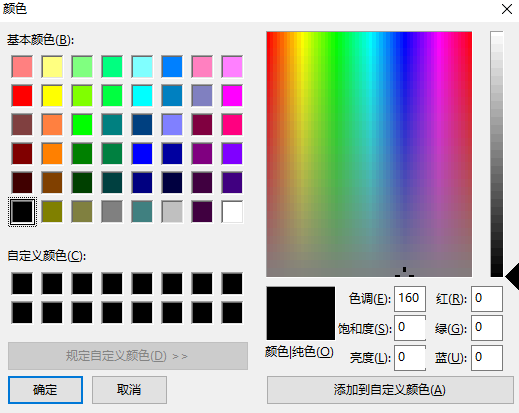 颜色
基本颜色(B):
自定义颜色(C):
规定自定义颜色(D) >>
确定
取消
色调(E): 160
红(R): 0
饱和度(S): 0
绿(G): 0
亮度(L): 0
蓝(U): 0
颜色|纯色(O)
添加到自定义颜色(A)